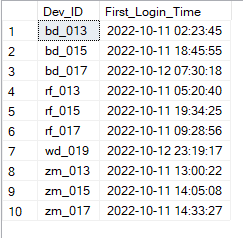 Dev_ID First_Login_Time
1 bd_013 2022-10-11 02:23:45
2 bd_015 2022-10-11 18:45:55
3 bd_017 2022-10-12 07:30:18
4 rf_013 2022-10-11 05:20:40
5 rf_015 2022-10-11 19:34:25
6 rf_017 2022-10-11 09:28:56
7 wd_019 2022-10-12 23:19:17
8 zm_013 2022-10-11 13:00:22
9 zm_015 2022-10-11 14:05:08
10 zm_017 2022-10-11 14:33:27